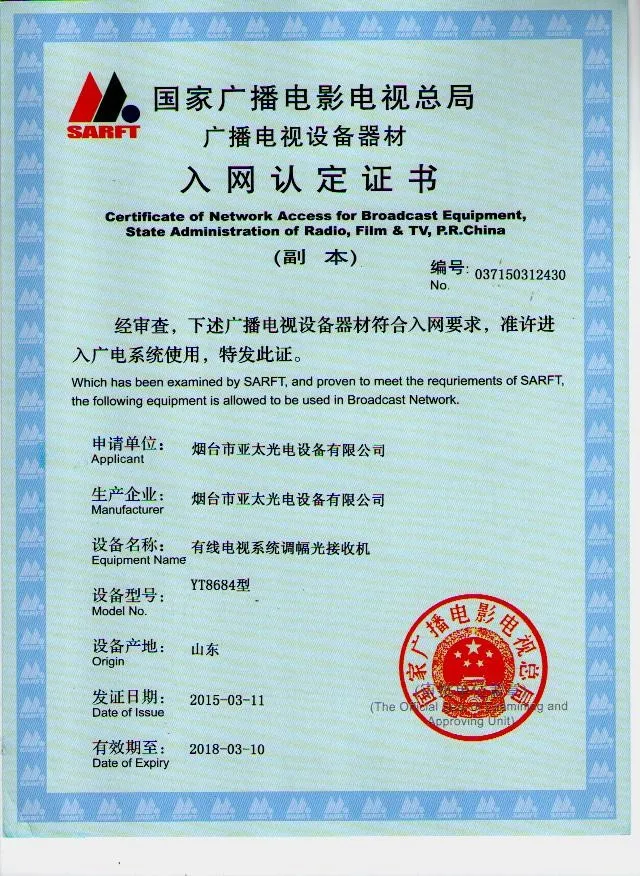 国家广播电影电视总局
SARFT
广播电视设备器材
入网认定证书
Certificate of Network Access for Broadcast Equipment,
State Administration of Radio, Film & TV, P.R.China
(副 本)
编号: 037150312430
No.
经审查，下述广播电视设备器材符合入网要求，准许进
入广电系统使用，特发此证。
Which has been examined by SARFT, and proven to meet the requriements of SARFT,
the following equipment is allowed to be used in Broadcast Network.
申请单位： 烟台市亚太光电设备有限公司
Applicant
生产企业： 烟台市亚太光电设备有限公司
Manufacturer
设备名称： 有线电视系统调幅光接收机
Equipment Name
设备型号： YT8684型
Model No.
设备产地： 山东
Origin
国家广播电影电视总局
发证日期： 2015-03-11
Date of Issue
(The Official Seal of Examining and
Approving Unit)
有效期至： 2018-03-10
Date of Expiry